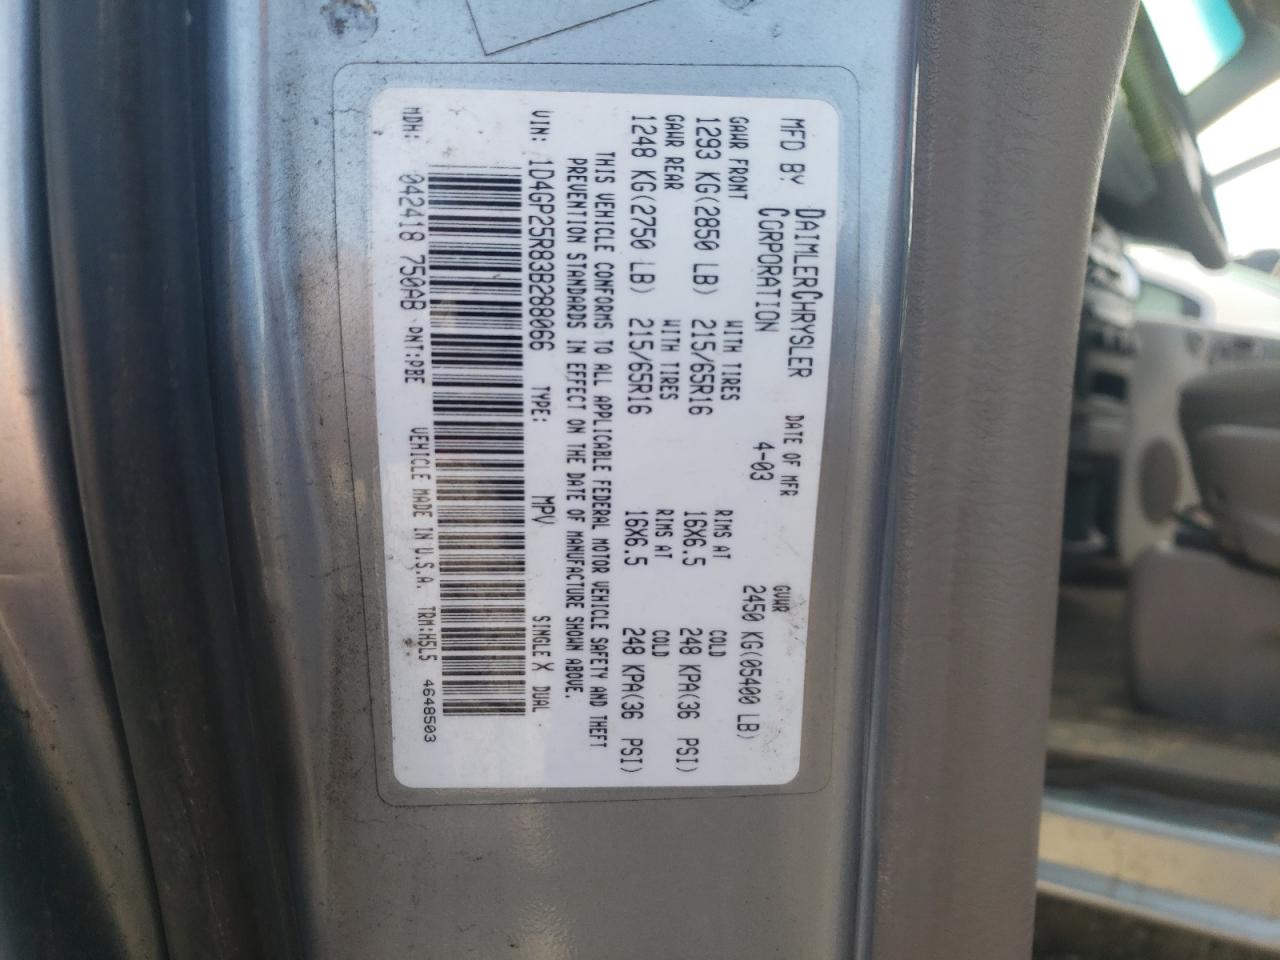 MFD BY DAIMLERCHRYSLER CORPORATION
DATE OF MFR 4-03
GVWR 2450 KG(05400 LB)
GAWR FRONT WITH TIRES RIMS AT COLD
1293 KG(2850 LB) 215/65R16 16X6.5 248 KPA(36 PSI)
GAWR REAR WITH TIRES RIMS AT COLD
1248 KG(2750 LB) 215/65R16 16X6.5 248 KPA(36 PSI)
THIS VEHICLE CONFORMS TO ALL APPLICABLE FEDERAL MOTOR VEHICLE SAFETY AND THEFT
PREVENTION STANDARDS IN EFFECT ON THE DATE OF MANUFACTURE SHOWN ABOVE.
VIN: 1D4GP25R83B288066 TYPE: MPV SINGLE X DUAL
MDH: 042418 750AB PNT:PBE VEHICLE MADE IN U.S.A. TRM:H5L5 4648503